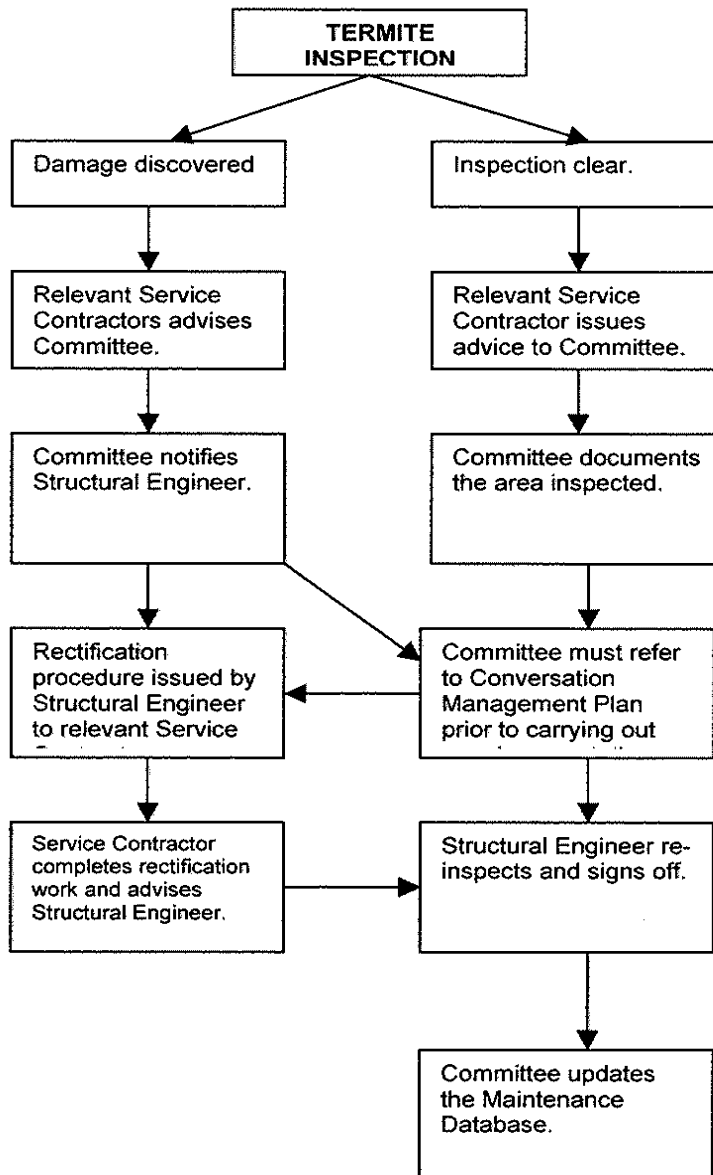 TERMITE
INSPECTION
Damage discovered
Inspection clear.
Relevant Service
Contractors advises
Committee.
Relevant Service
Contractor issues
advice to Committee.
Committee notifies
Structural Engineer.
Committee documents
the area inspected.
Rectification
procedure issued by
Structural Engineer
to relevant Service
Committee must refer
to Conversation
Management Plan
prior to carrying out
Service Contractor
completes rectification
work and advises
Structural Engineer.
Structural Engineer re-
inspects and signs off.
Committee updates
the Maintenance
Database.